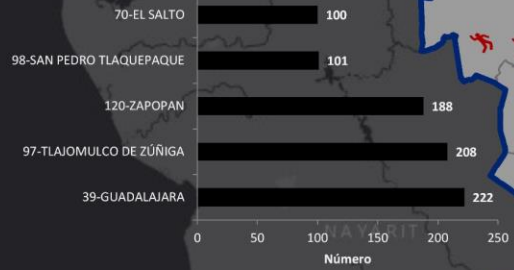 70-EL SALTO 100
98-SAN PEDRO TLAQUEPAQUE 101
120-ZAPOPAN 188
97-TLAJOMULCO DE ZÚÑIGA 208
39-GUADALAJARA 222
NAYARIT
0 50 100 150 200 250
Número